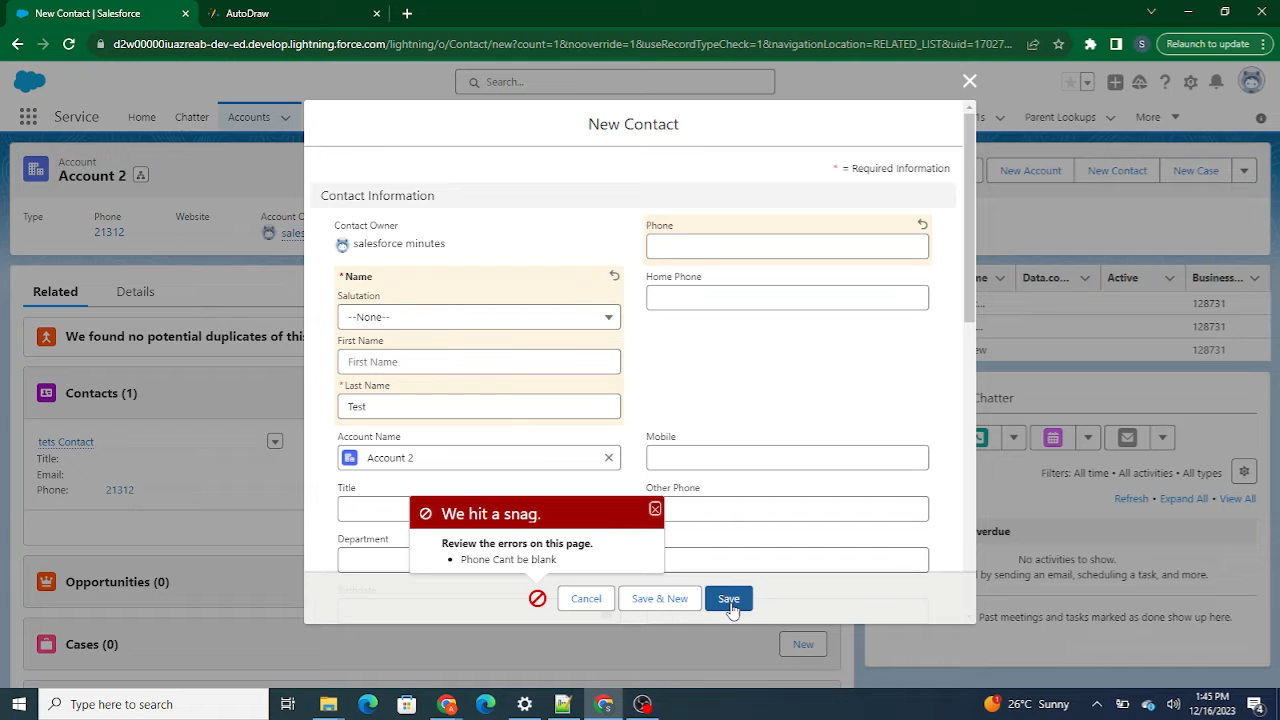 New Contact | Salesforce
AutoDraw
d2w00000iuazreab-dev-ed.develop.lightning.force.com/lightning/o/Contact/new?count=1&nooverride=1&useRecordTypeCheck=1&navigationLocation=RELATED_LIST&uid=17027...
S
Relaunch to update
Search...
Service
Home
Chatter
Accounts
Parent Lookups
More
Account
Account 2
New Account
New Contact
New Case
Type
Phone
Website
Account O
21312
sales
Related
Details
We found no potential duplicates of this
Contacts (1)
tets Contact
Title:
Email:
Phone:
21312
Opportunities (0)
Cases (0)
New
New Contact
* = Required Information
Contact Information
Contact Owner
salesforce minutes
Phone
*Name
Home Phone
Salutation
--None--
First Name
First Name
*Last Name
Test
Account Name
Mobile
Account 2
Title
Other Phone
Department
Birthdate
We hit a snag.
Review the errors on this page.
• Phone Cant be blank
Cancel
Save & New
Save
Data.co...
Active
Business...
128731
128731
128731
Chatter
Filters: All time • All activities • All types
Refresh • Expand All • View All
No activities to show.
by sending an email, scheduling a task, and more.
Past meetings and tasks marked as done show up here.
Type here to search
26°C Sunny
1:45 PM
12/16/2023
4